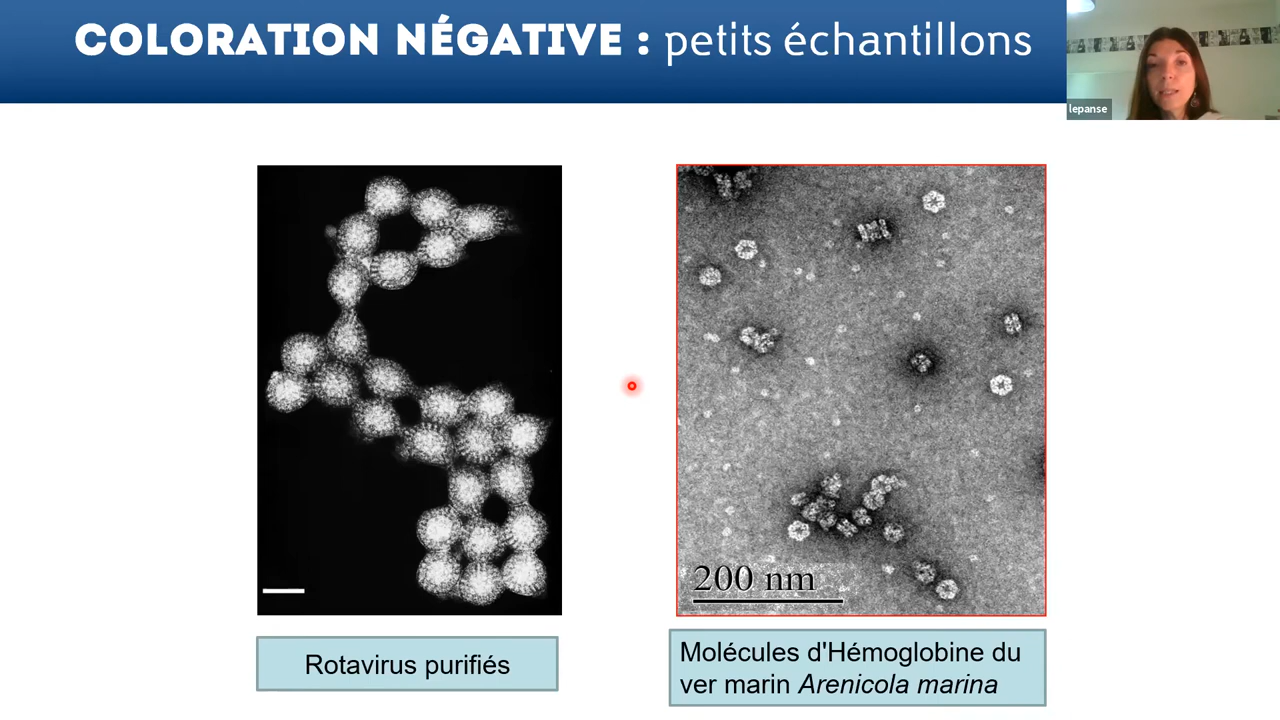 COLORATION NÉGATIVE : petits échantillons
lepanse
200 nm
Rotavirus purifiés
Molécules d'Hémoglobine du
ver marin Arenicola marina